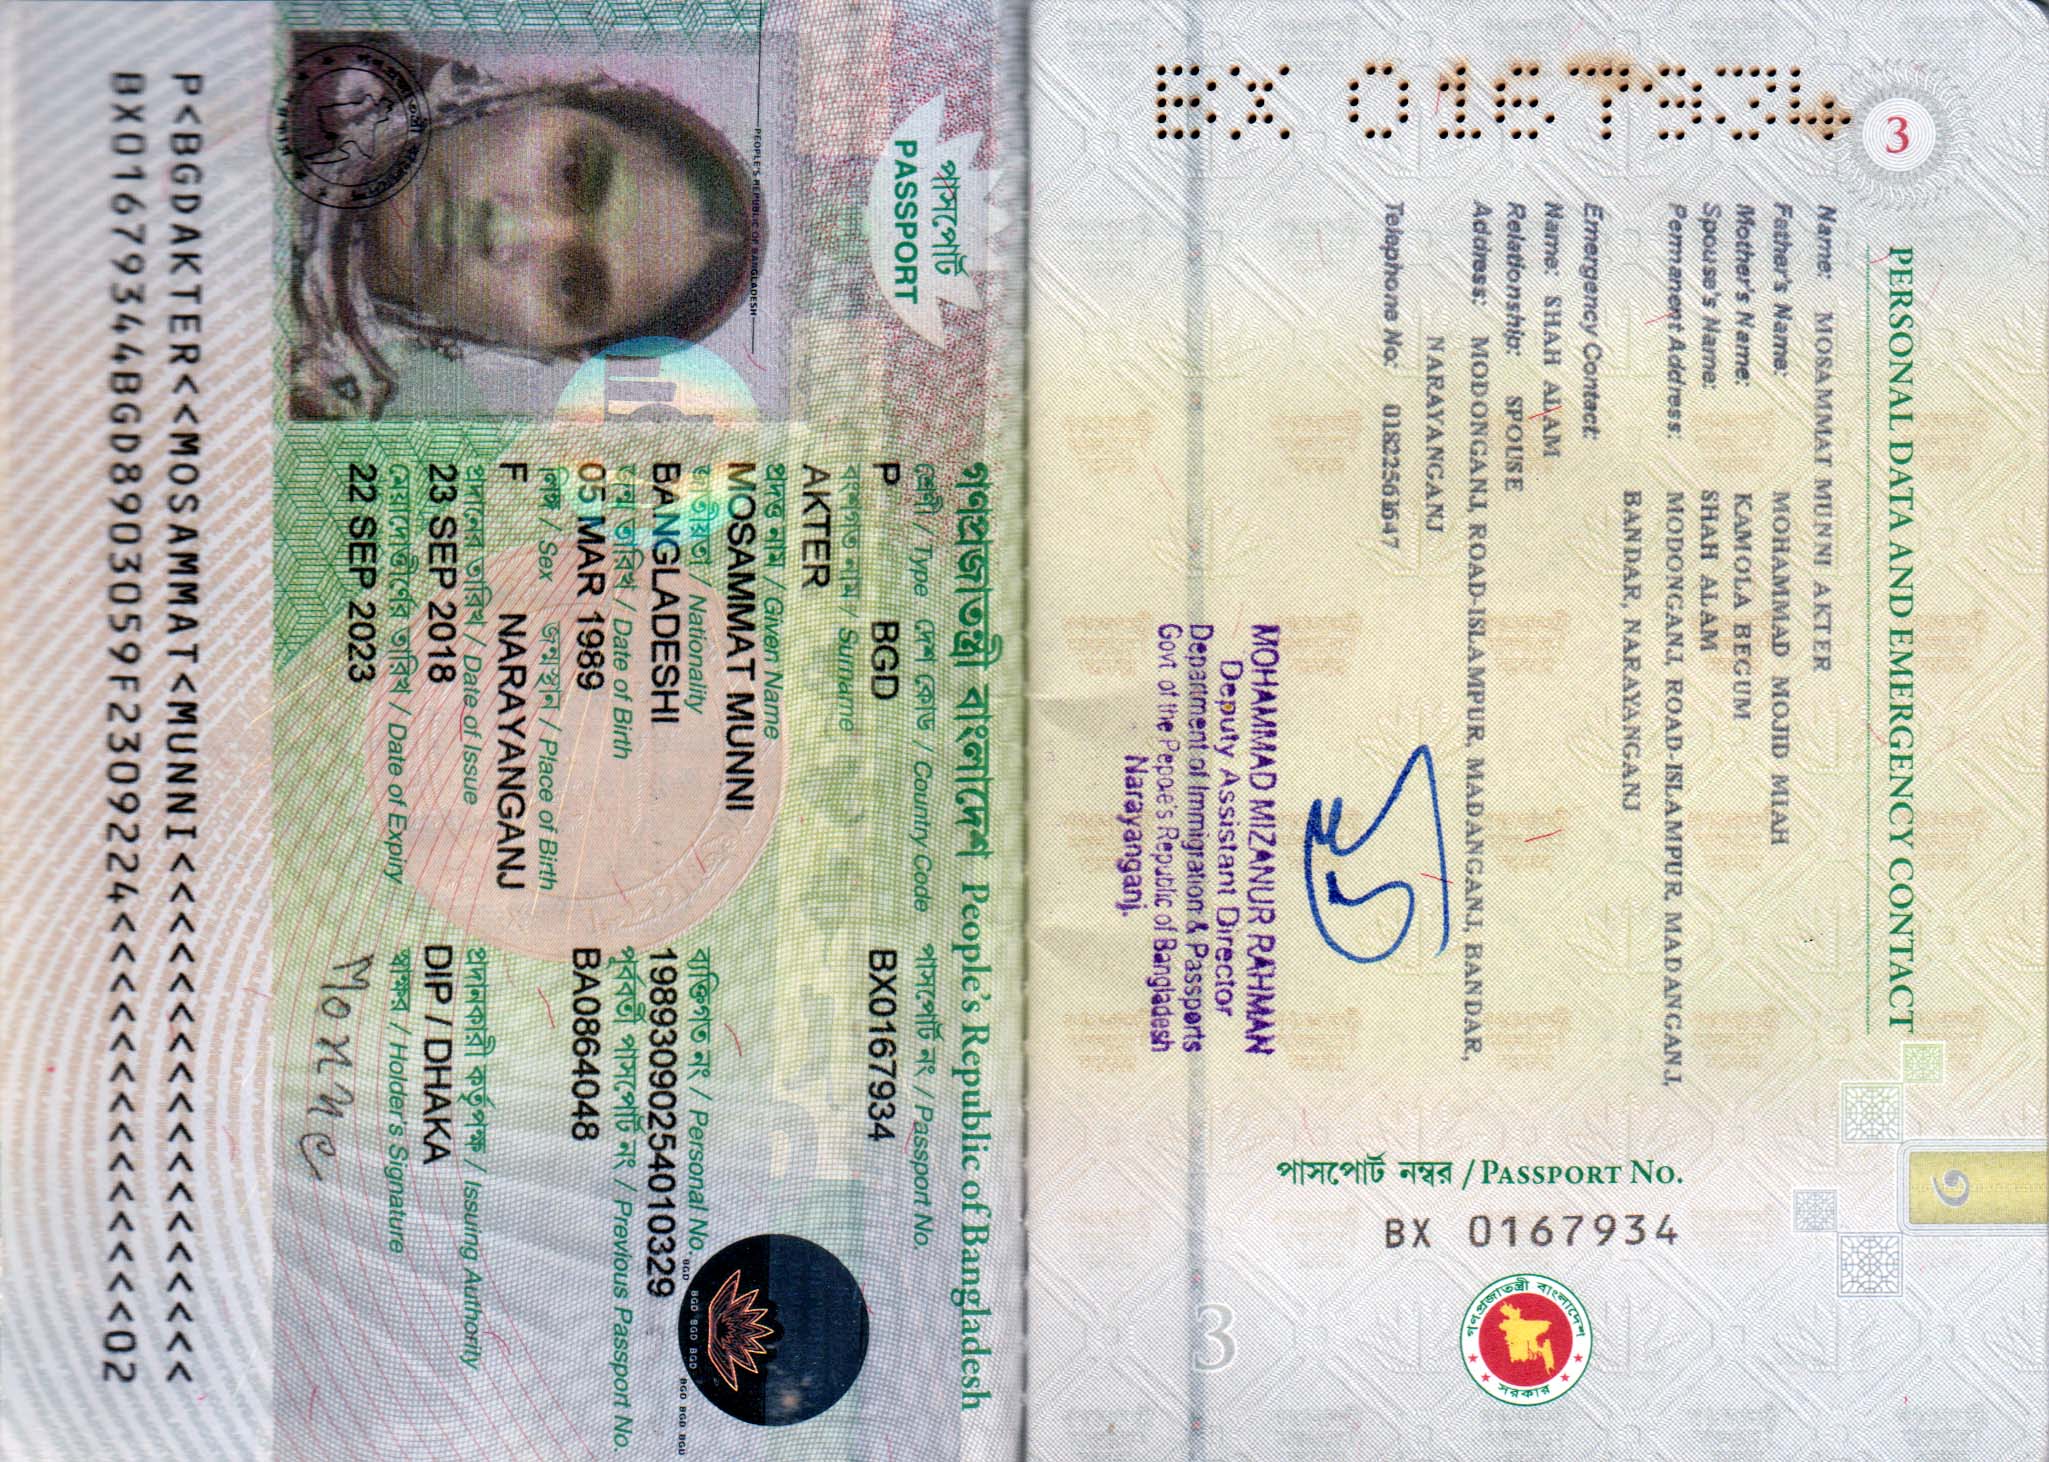 3
PERSONAL DATA AND EMERGENCY CONTACT
Name: MOSAMMAT MUNNI AKTER
Father's Name: MOHAMMAD MOJID MIAH
Mother's Name: KAMOLA BEGUM
Spouse's Name: SHAH ALAM
Permanent Address: MODONGANJ, ROAD-ISLAMPUR, MADANGANJ,
BANDAR, NARAYANGANJ
Emergency Contact:
Name: SHAH ALAM
Relationship: SPOUSE
Address: MODONGANJ, ROAD-ISLAMPUR, MADANGANJ, BANDAR,
NARAYANGANJ
Telephone No: 01822561647
MOHAMMAD MIZANUR RAHMAN
Deputy Assistant Director
Department of Immigration & Passports
Govt of the People's Republic of Bangladesh
Narayanganj.
BX 0167934
পাসপোর্ট নম্বর / PASSPORT NO.
BX 0167934
গণপ্রজাতন্ত্রী বাংলাদেশ
সরকার
৩
3
গণপ্রজাতন্ত্রী বাংলাদেশ People's Republic of Bangladesh
পাসপোর্ট
PASSPORT
শ্রেণী / Type দেশ কোড / Country Code পাসপোর্ট নং / Passport No.
P BGD BX0167934
বংশগত নাম / Surname
AKTER
প্রদত্ত নাম / Given Name
MOSAMMAT MUNNI
জাতীয়তা / Nationality ব্যক্তিগত নং / Personal No.
BANGLADESHI 19893090254010329
জন্ম তারিখ / Date of Birth পূর্ববর্তী পাসপোর্ট নং / Previous Passport No.
05 MAR 1989 BA0864048
লিঙ্গ / Sex জন্মস্থান / Place of Birth
F NARAYANGANJ
প্রদানের তারিখ / Date of Issue প্রদানকারী কর্তৃপক্ষ / Issuing Authority
23 SEP 2018 DIP / DHAKA
মেয়াদোত্তীর্ণের তারিখ / Date of Expiry স্বাক্ষর / Holder's Signature
22 SEP 2023
PEOPLE'S REPUBLIC OF BANGLADESH
BGD BGD BGD BGD
BGD BGD BGD
P<BGDAKTER<<MOSAMMAT<MUNNI<<<<<<<<<<<<<<<<<<
BX01679344BGD8903059F2309224<<<<<<<<<<<<<<02